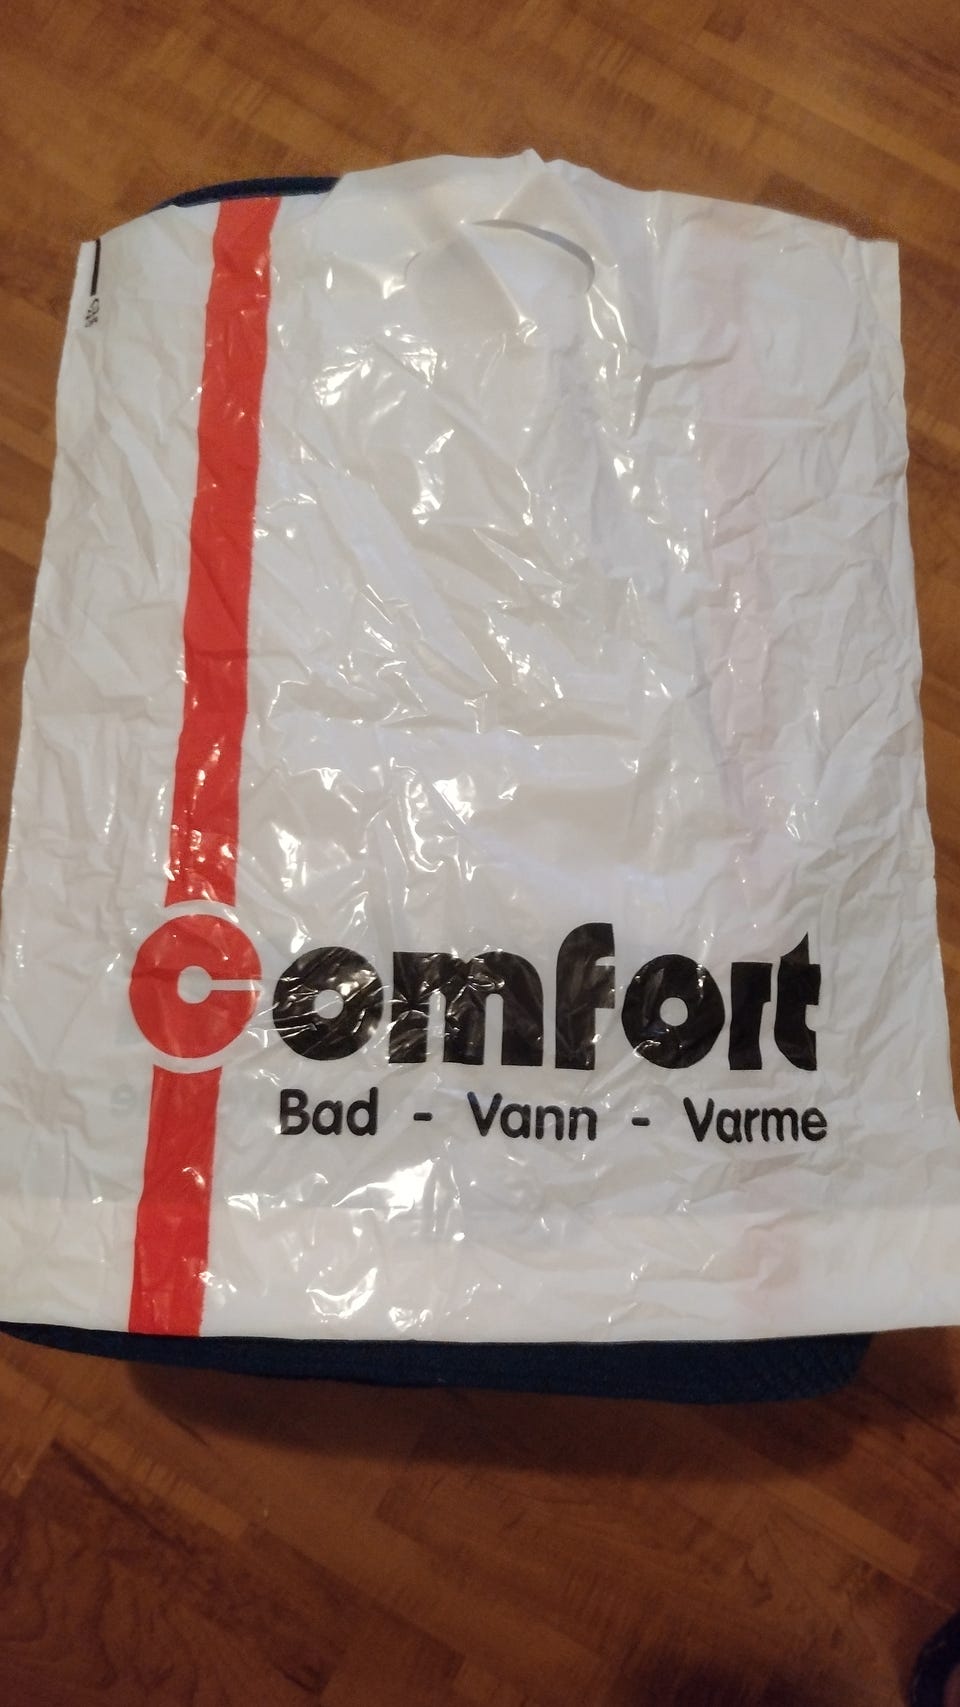 Comfort
Bad - Vann - Varme